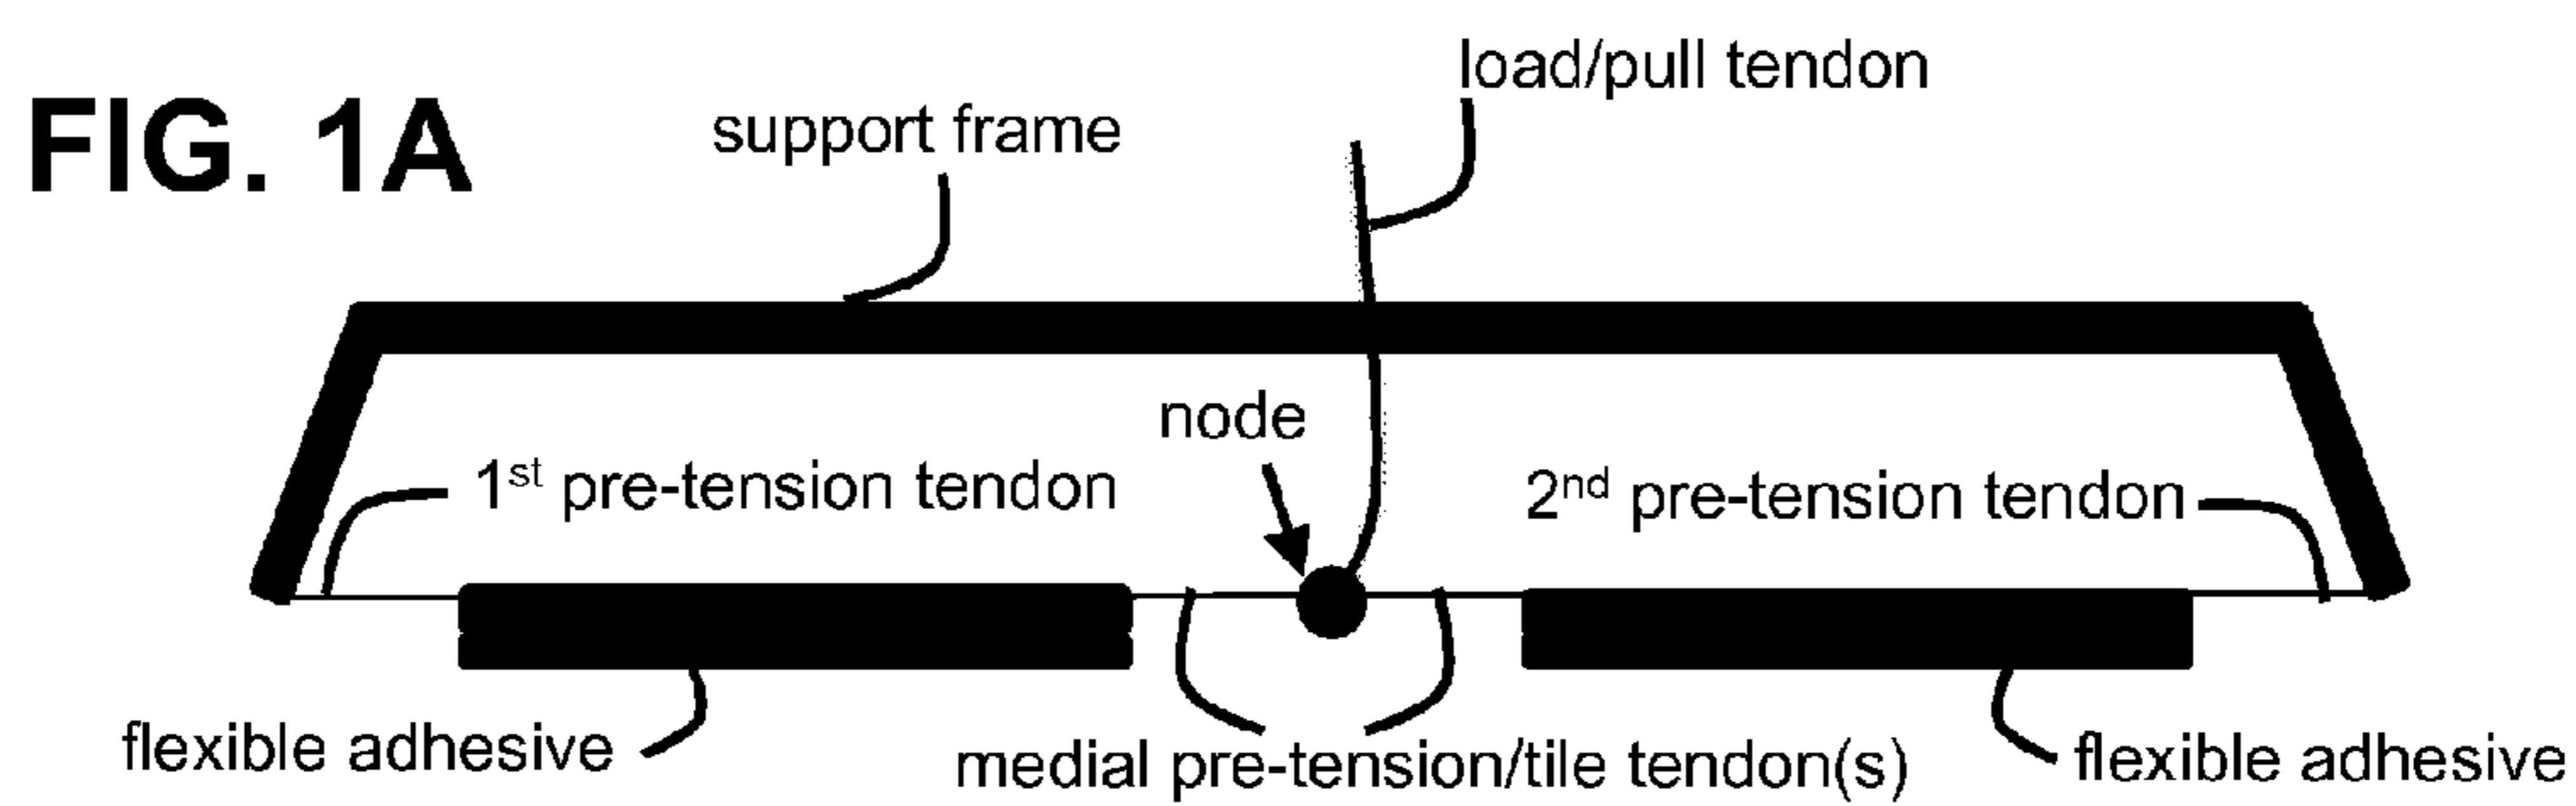 FIG. 1A
load/pull tendon
support frame
node
1st pre-tension tendon
2nd pre-tension tendon
flexible adhesive
medial pre-tension/tile tendon(s)
flexible adhesive